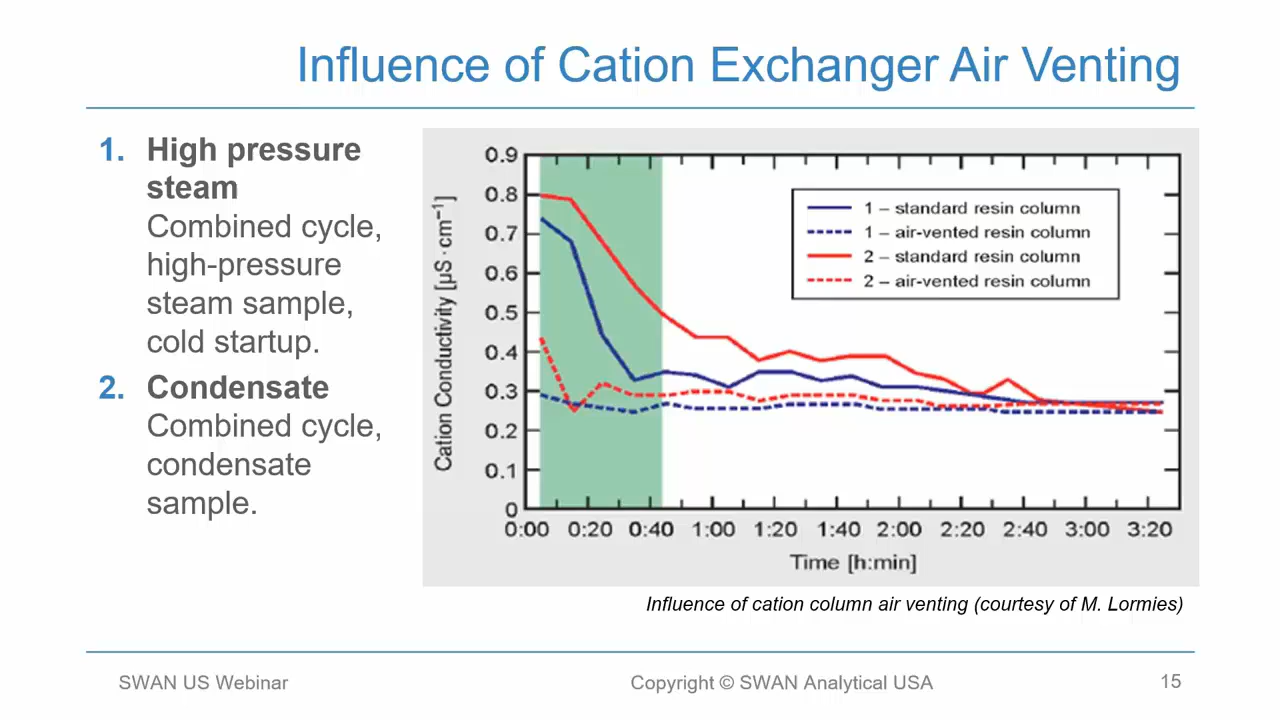 Influence of Cation Exchanger Air Venting
1. High pressure
steam
Combined cycle,
high-pressure
steam sample,
cold startup.
2. Condensate
Combined cycle,
condensate
sample.
Cation Conductivity [µS·cm⁻¹]
0.9
0.8
0.7
0.6
0.5
0.4
0.3
0.2
0.1
0
1 – standard resin column
1 – air-vented resin column
2 – standard resin column
2 – air-vented resin column
0:00 0:20 0:40 1:00 1:20 1:40 2:00 2:20 2:40 3:00 3:20
Time [h:min]
Influence of cation column air venting (courtesy of M. Lormies)
SWAN US Webinar
Copyright © SWAN Analytical USA
15